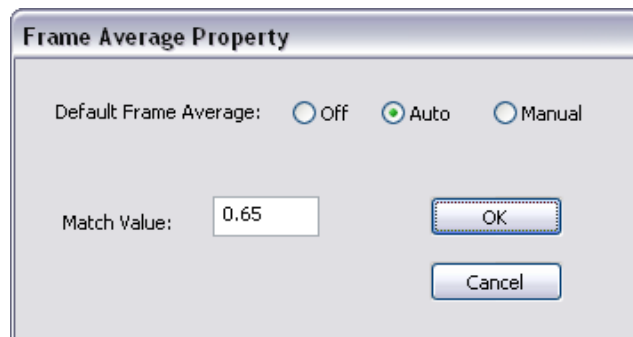 Frame Average Property
Default Frame Average: Off Auto Manual
Match Value: 0.65 OK
Cancel